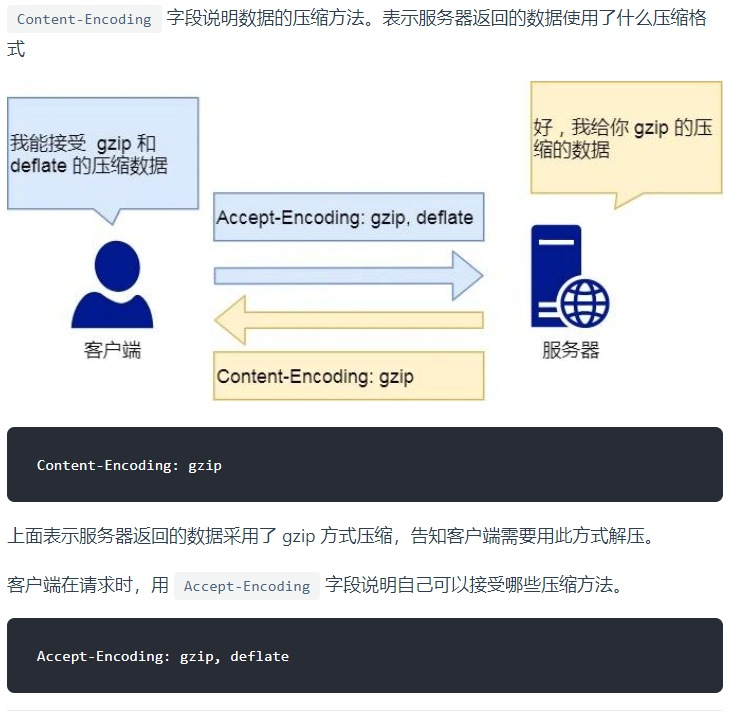 Content-Encoding 字段说明数据的压缩方法。表示服务器返回的数据使用了什么压缩格
式
我能接受 gzip 和
deflate 的压缩数据
好，我给你 gzip 的压
缩的数据
Accept-Encoding: gzip, deflate
客户端
服务器
Content-Encoding: gzip
Content-Encoding: gzip
上面表示服务器返回的数据采用了 gzip 方式压缩，告知客户端需要用此方式解压。
客户端在请求时，用 Accept-Encoding 字段说明自己可以接受哪些压缩方法。
Accept-Encoding: gzip, deflate